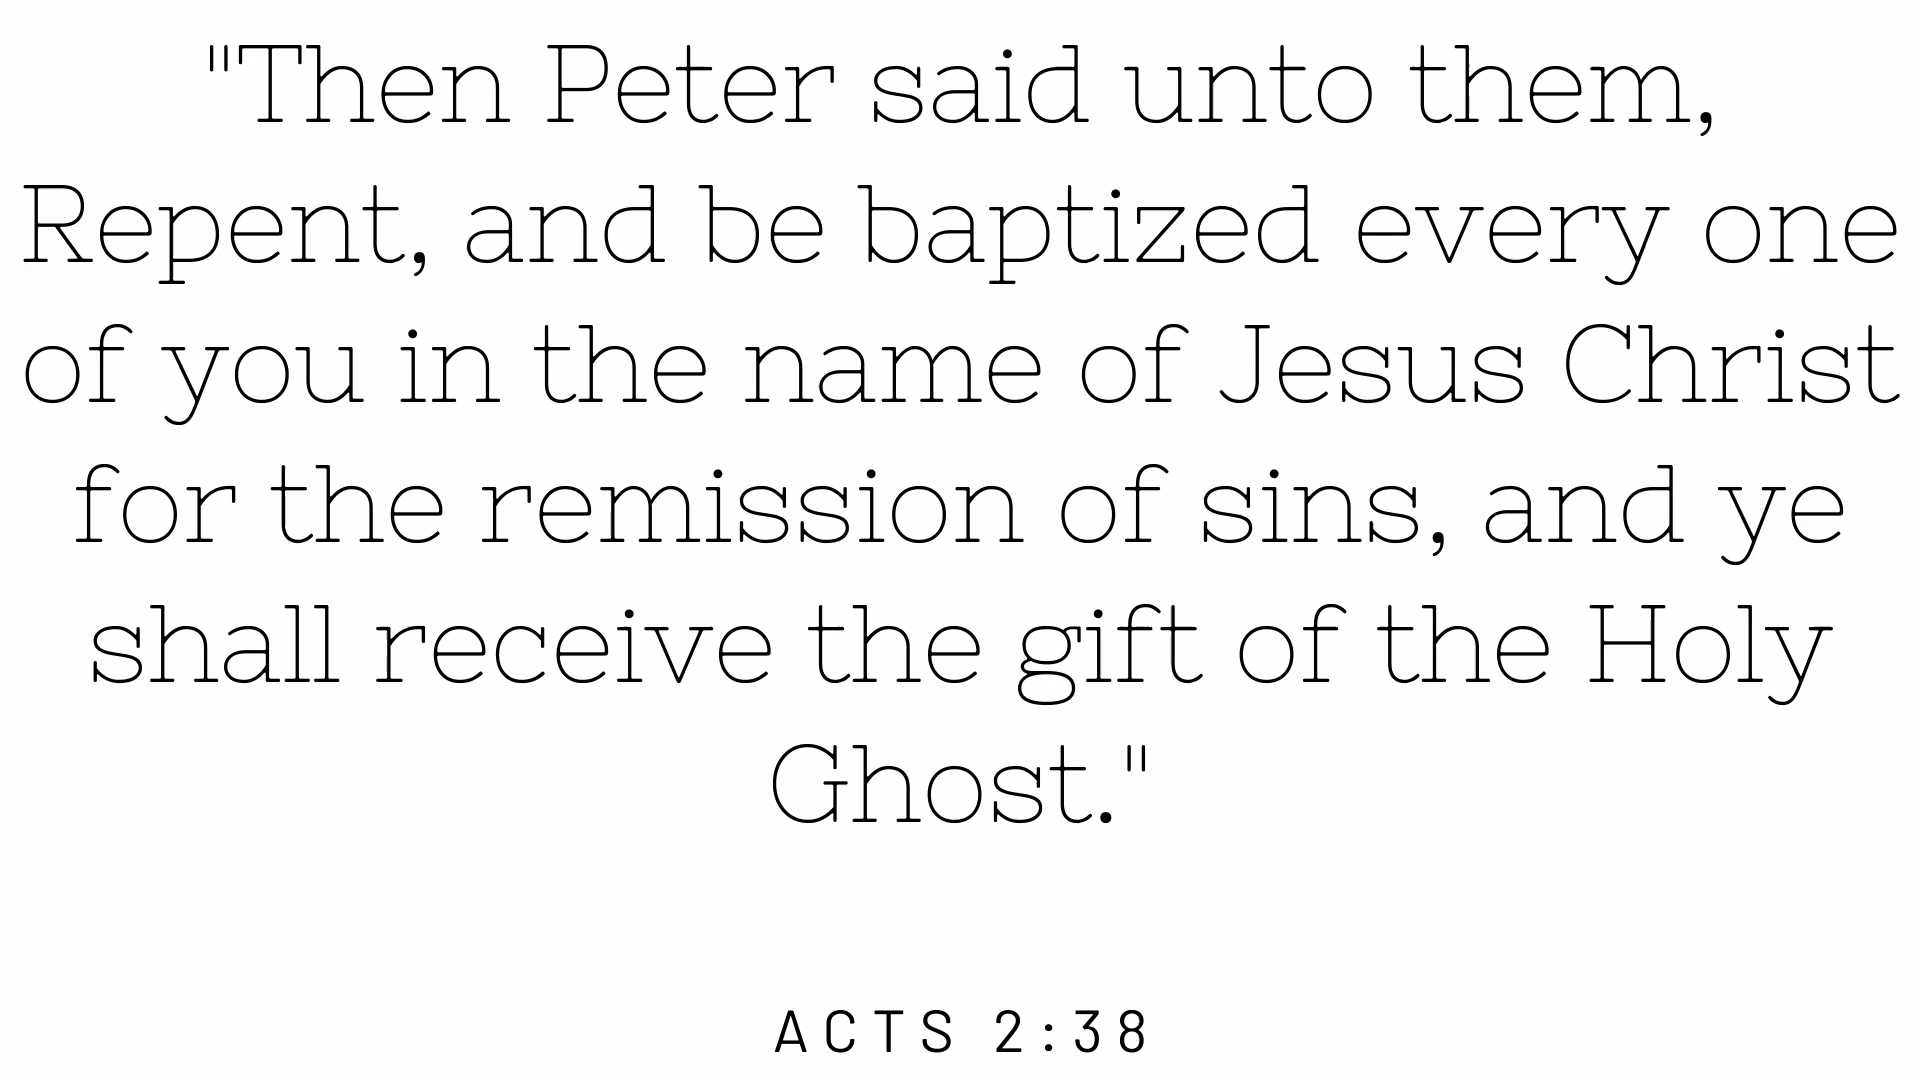 "Then Peter said unto them,
Repent, and be baptized every one
of you in the name of Jesus Christ
for the remission of sins, and ye
shall receive the gift of the Holy
Ghost."
ACTS 2:38